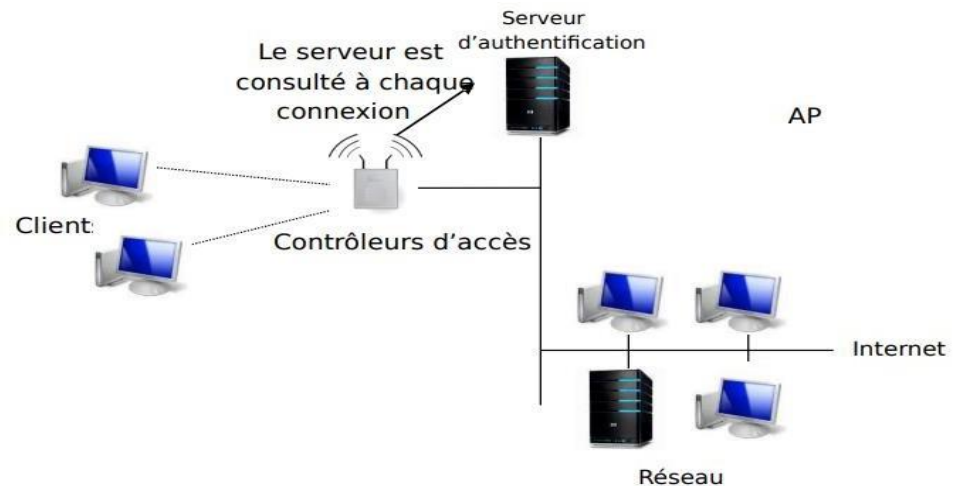 Serveur
d'authentification
Le serveur est
consulté à chaque
connexion
AP
Client:
Contrôleurs d'accès
Internet
Réseau